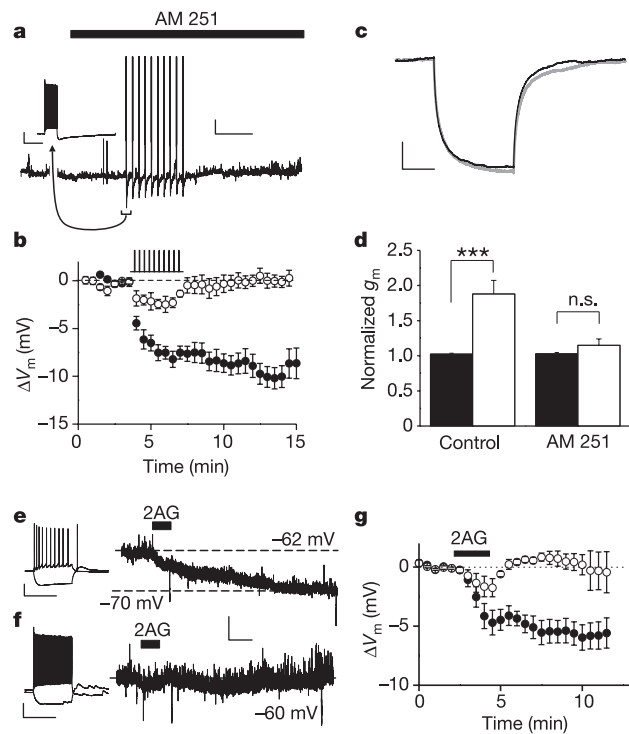 AM 251
a
c
b
0
−5
−10
−15
ΔVm (mV)
0 5 10 15
Time (min)
d
2.5
2.0
1.5
1.0
0.5
0
Normalized gm
***
n.s.
Control AM 251
e
2AG
−62 mV
−70 mV
f
2AG
−60 mV
g
2AG
0
−5
−10
ΔVm (mV)
0 5 10
Time (min)